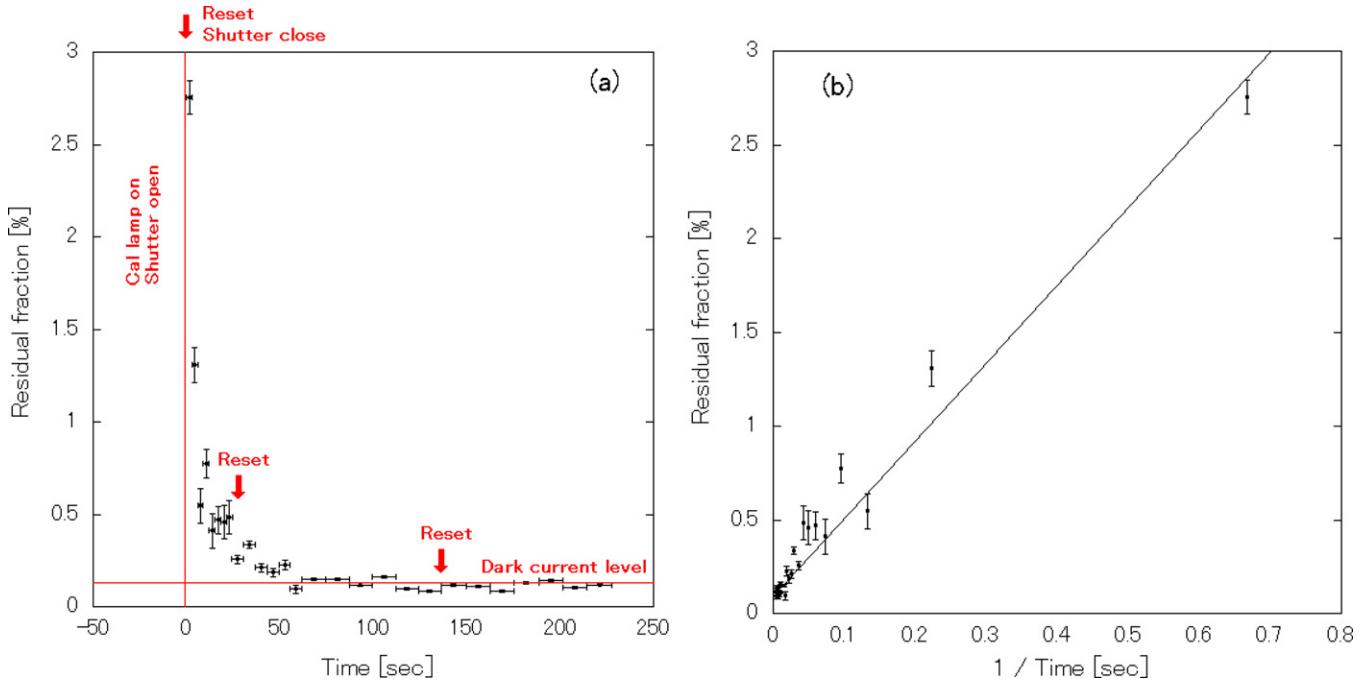 Reset
Shutter close
(a)
Cal lamp on
Shutter open
Reset
Reset
Dark current level
Residual fraction [%]
3
2.5
2
1.5
1
0.5
0
-50
0
50
100
150
200
250
Time [sec]
(b)
Residual fraction [%]
3
2.5
2
1.5
1
0.5
0
0
0.1
0.2
0.3
0.4
0.5
0.6
0.7
0.8
1 / Time [sec]